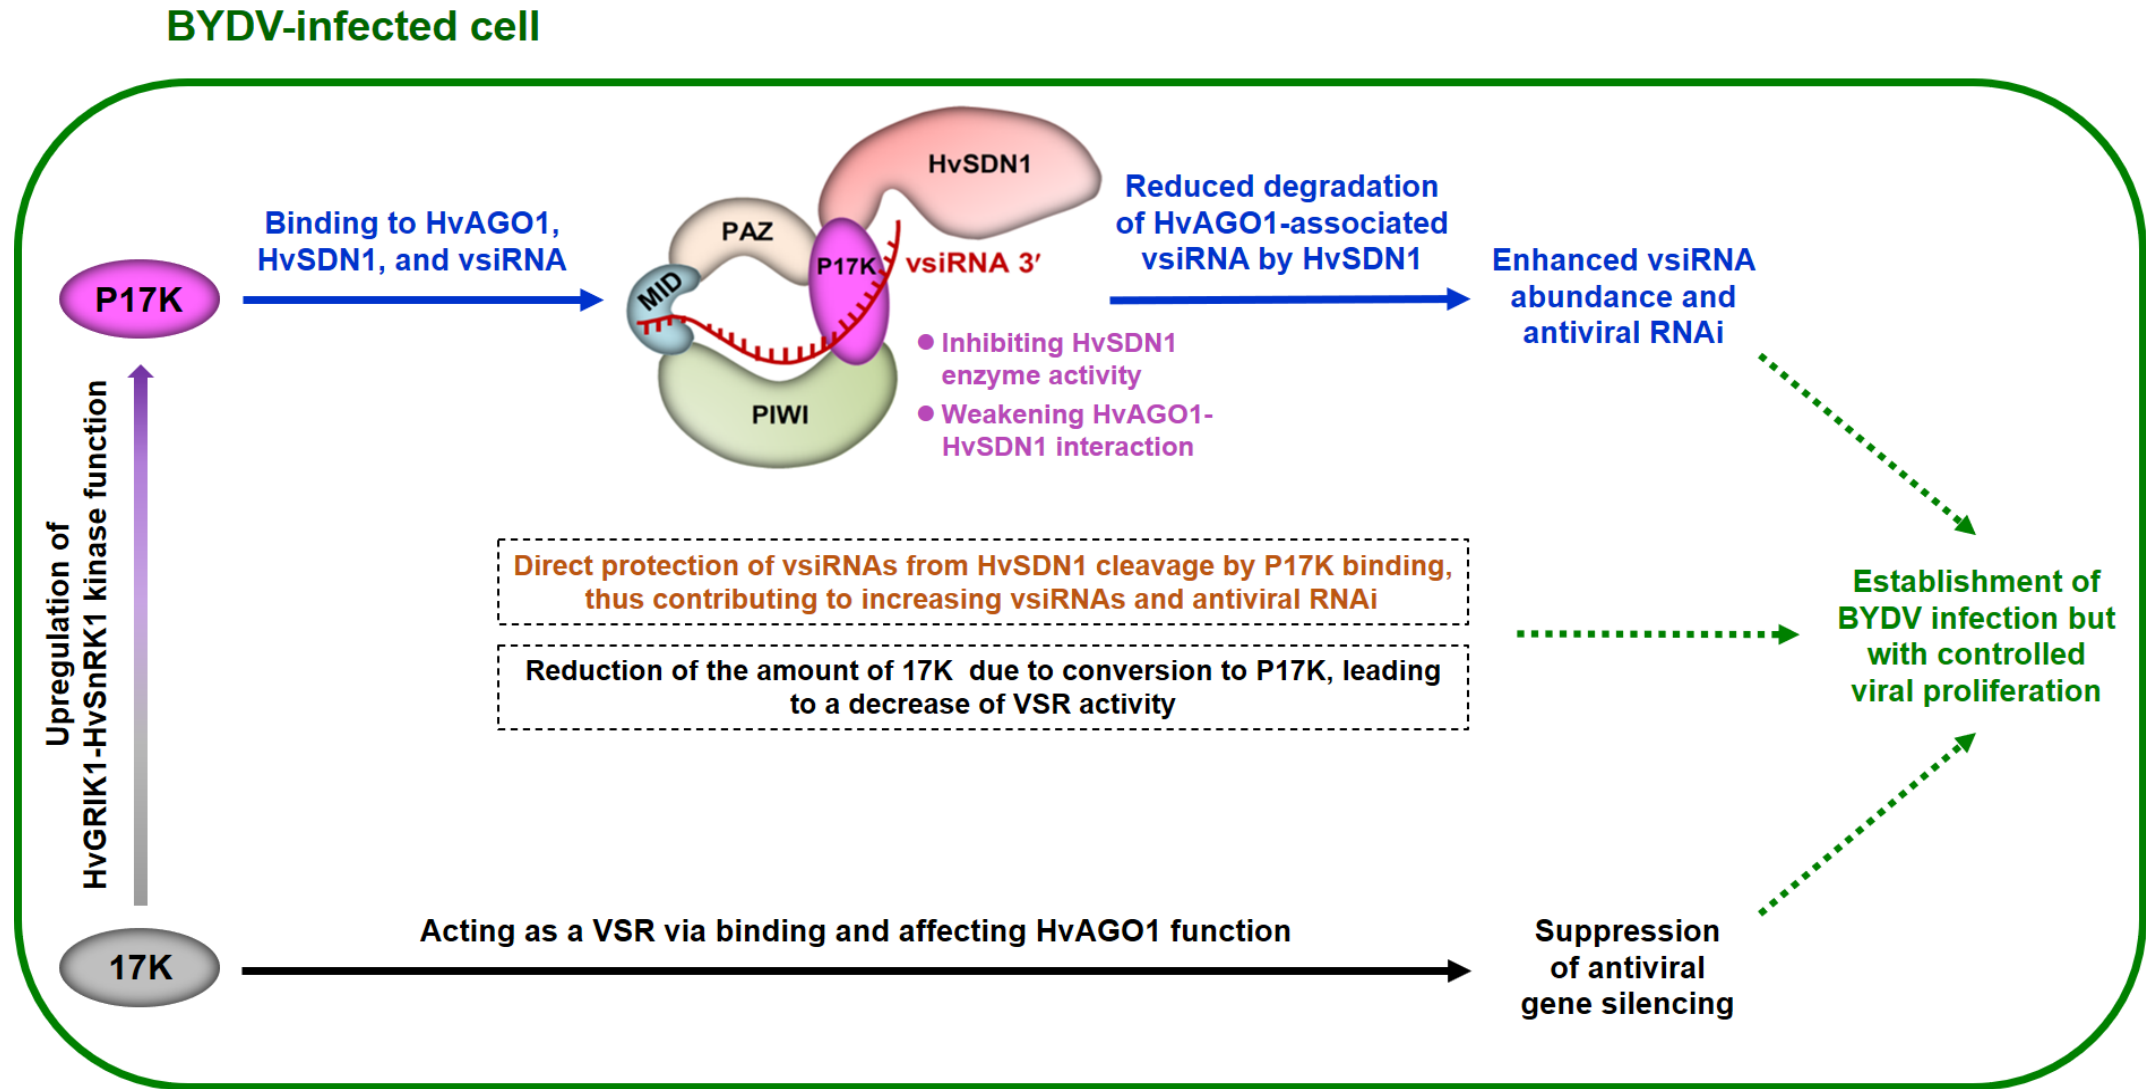 BYDV-infected cell
Binding to HvAGO1,
HvSDN1, and vsiRNA
P17K
HvSDN1
PAZ
P17K
vsiRNA 3′
MID
PIWI
Inhibiting HvSDN1
enzyme activity
Weakening HvAGO1-
HvSDN1 interaction
Reduced degradation
of HvAGO1-associated
vsiRNA by HvSDN1
Enhanced vsiRNA
abundance and
antiviral RNAi
Upregulation of
HvGRIK1-HvSnRK1 kinase function
Direct protection of vsiRNAs from HvSDN1 cleavage by P17K binding,
thus contributing to increasing vsiRNAs and antiviral RNAi
Reduction of the amount of 17K due to conversion to P17K, leading
to a decrease of VSR activity
Establishment of
BYDV infection but
with controlled
viral proliferation
17K
Acting as a VSR via binding and affecting HvAGO1 function
Suppression
of antiviral
gene silencing